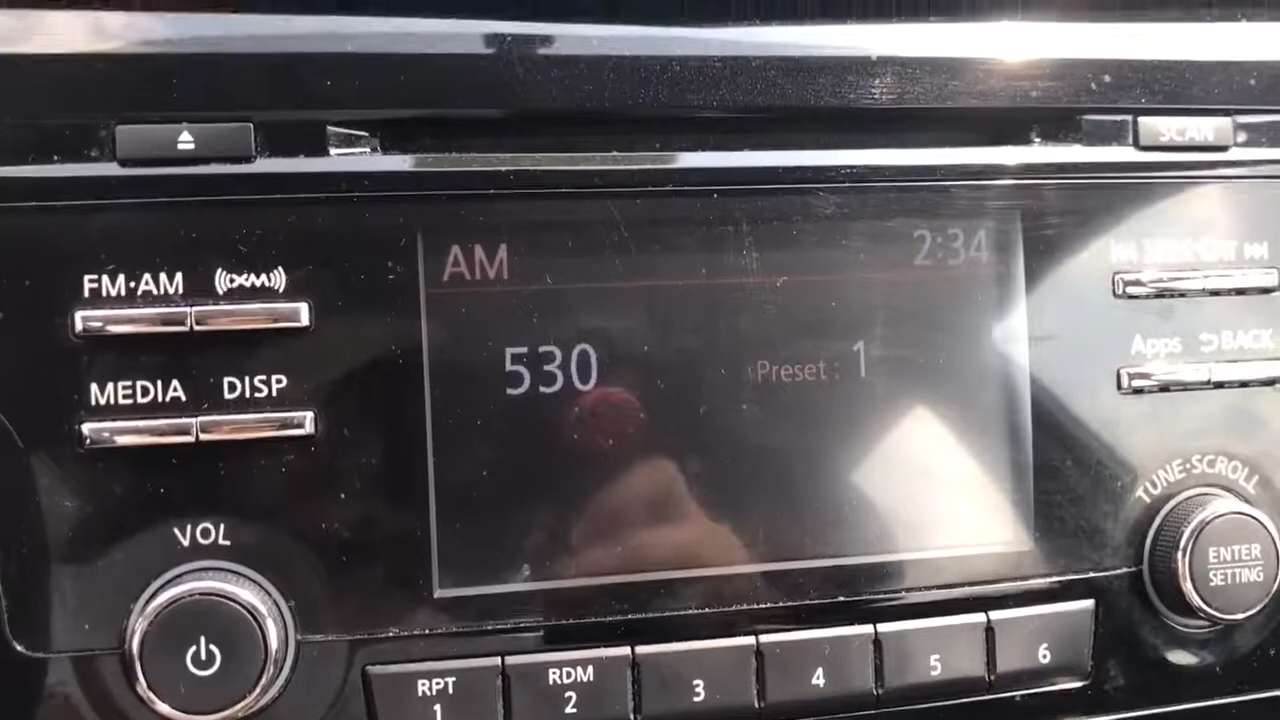 SCAN
FM·AM
((XM))
AM
2:34
530
Preset : 1
Apps
BACK
MEDIA
DISP
TUNE·SCROLL
VOL
ENTER
SETTING
RPT
1
RDM
2
3
4
5
6